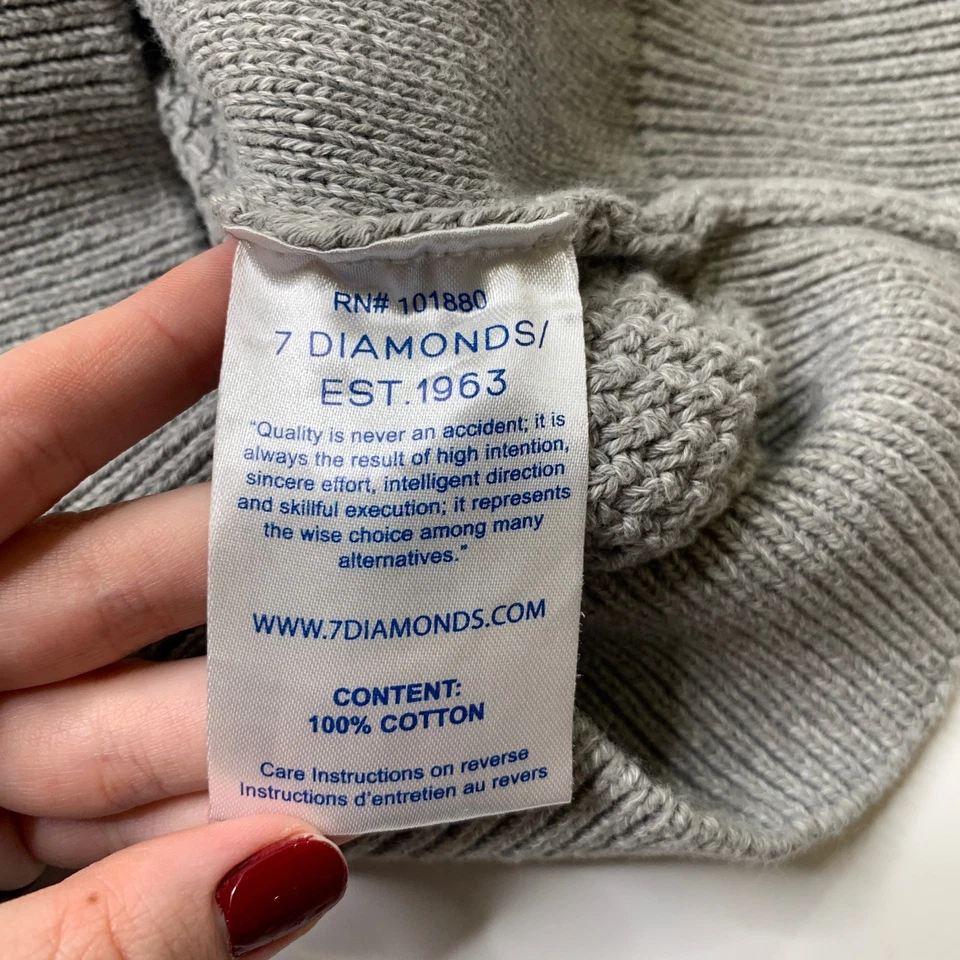 RN# 101880
7 DIAMONDS/
EST.1963
"Quality is never an accident; it is
always the result of high intention,
sincere effort, intelligent direction
and skillful execution; it represents
the wise choice among many
alternatives."
WWW.7DIAMONDS.COM
CONTENT:
100% COTTON
Care Instructions on reverse
Instructions d'entretien au revers